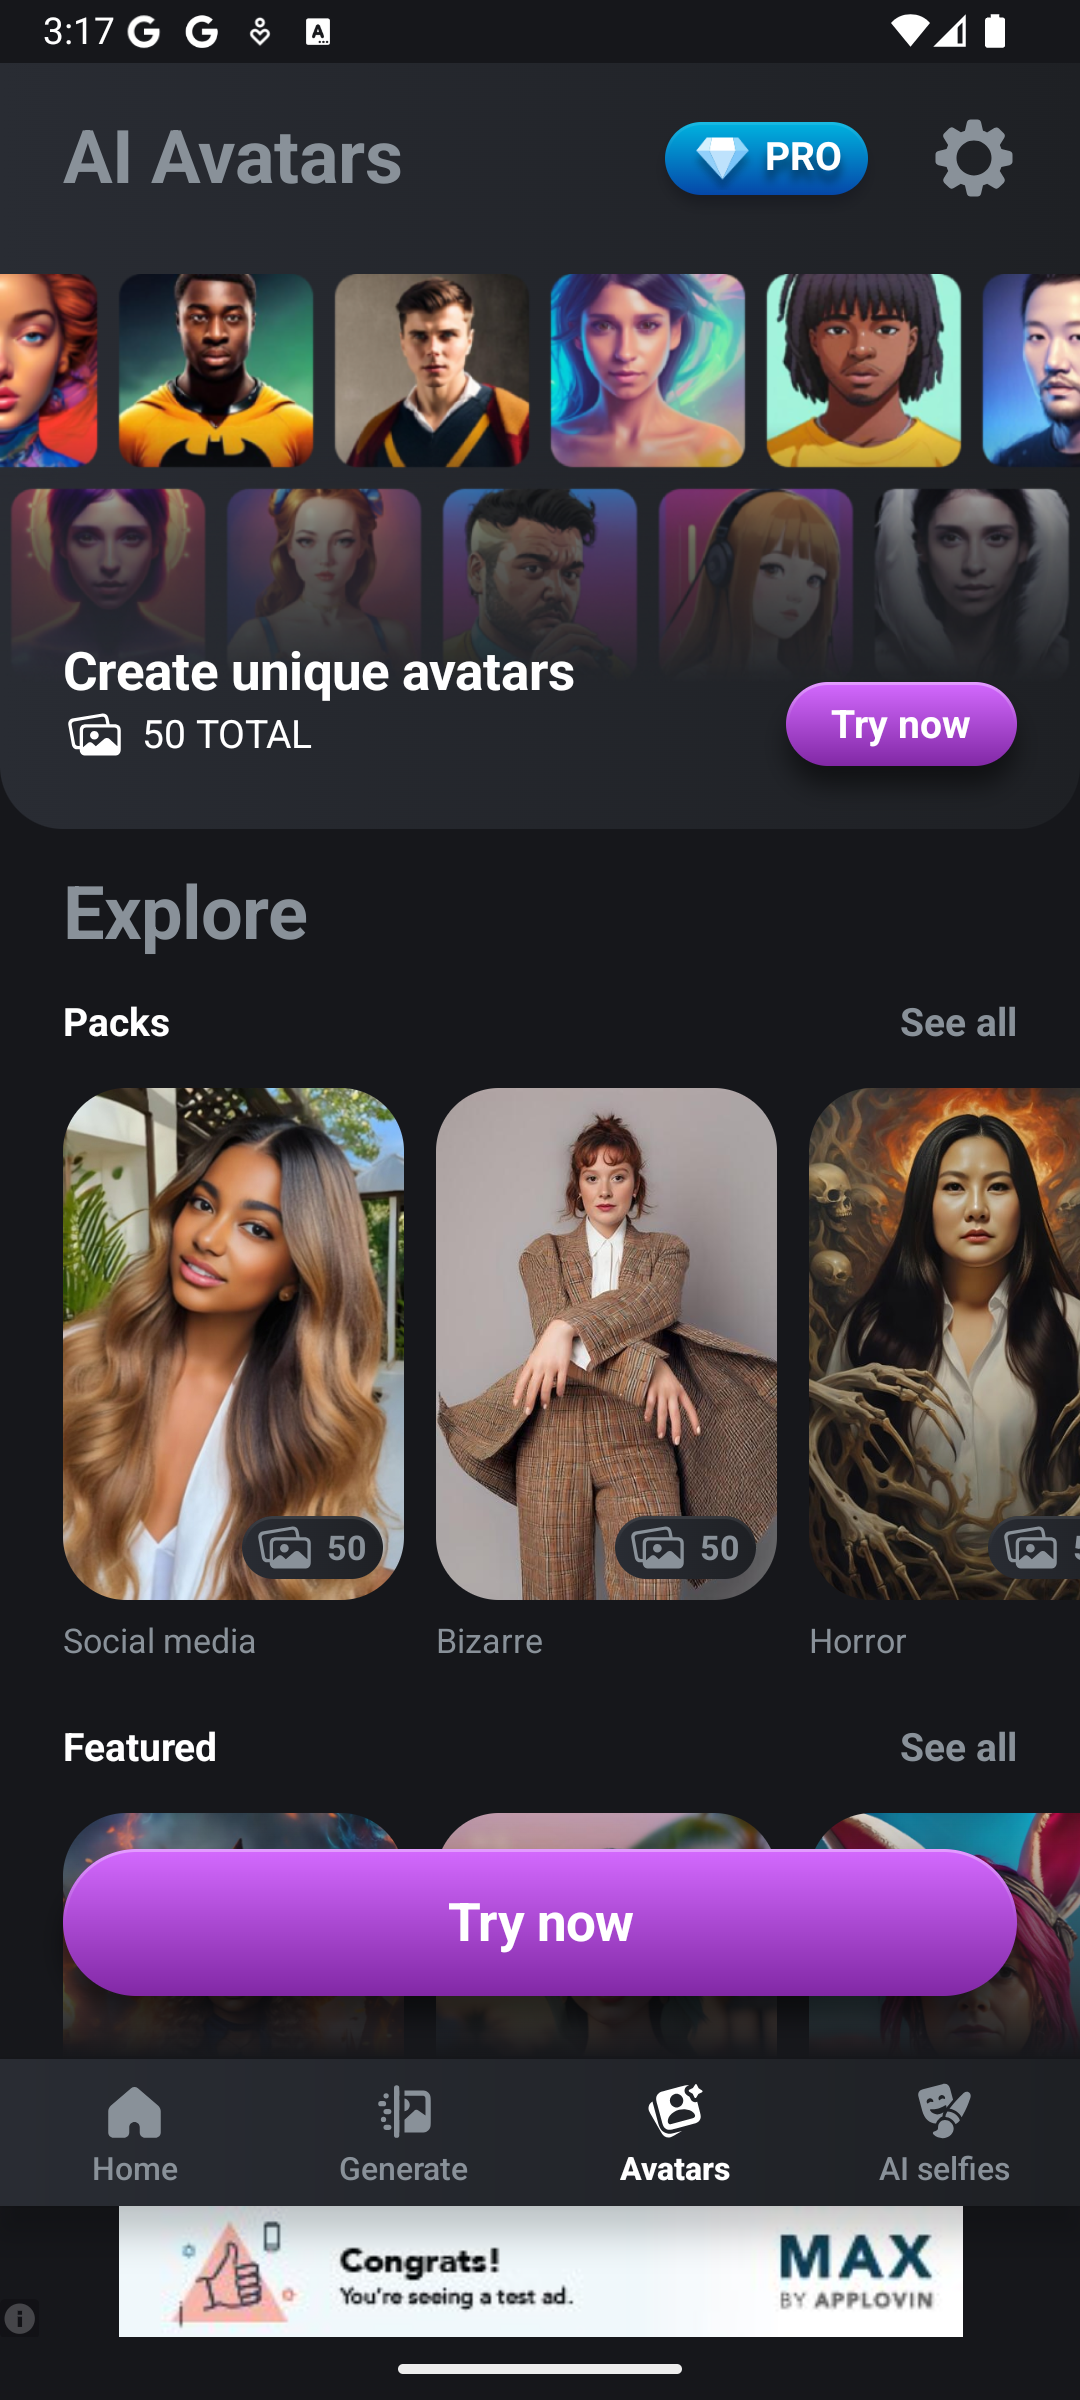 3:17
AI Avatars
PRO
Create unique avatars
50 TOTAL
Try now
Explore
Packs
See all
50
50
Social media
Bizarre
Horror
Featured
See all
Try now
Home
Generate
Avatars
AI selfies
Congrats!
You're seeing a test ad.
MAX
BY APPLOVIN